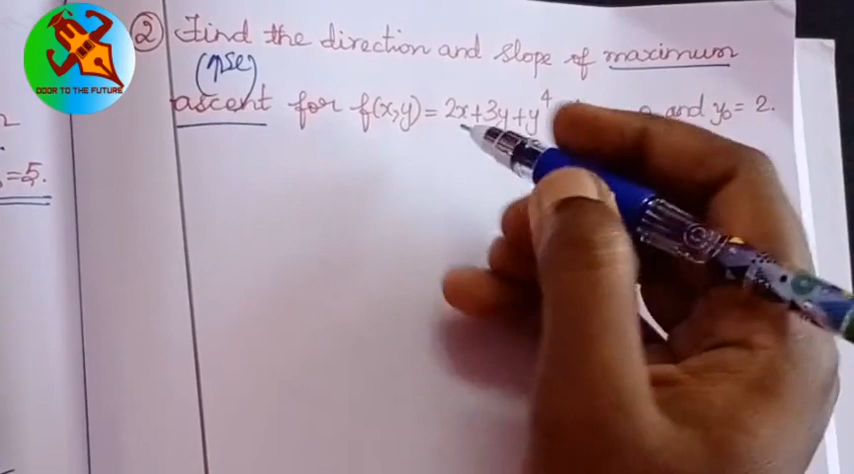 ② Find the direction and slope of maximum
(rise)
ascent for f(x,y) = 2x+3y+y⁴ and y₀ = 2.
=5.
DOOR TO THE FUTURE